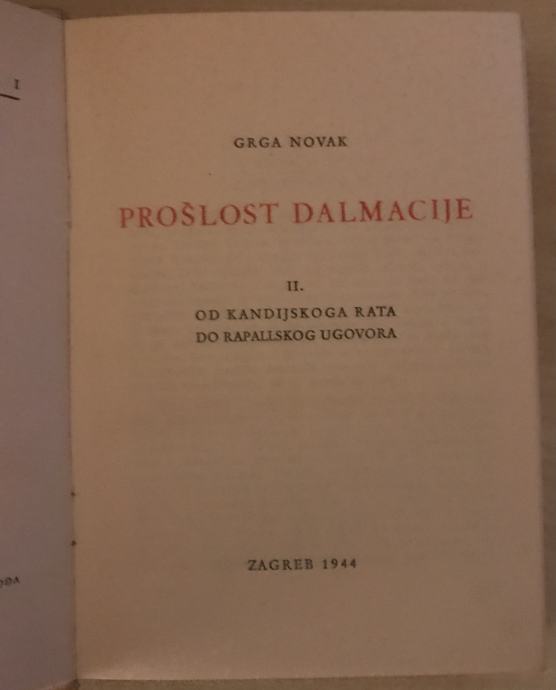 GRGA NOVAK
PROŠLOST DALMACIJE
II.
OD KANDIJSKOGA RATA
DO RAPALLSKOG UGOVORA
ZAGREB 1944